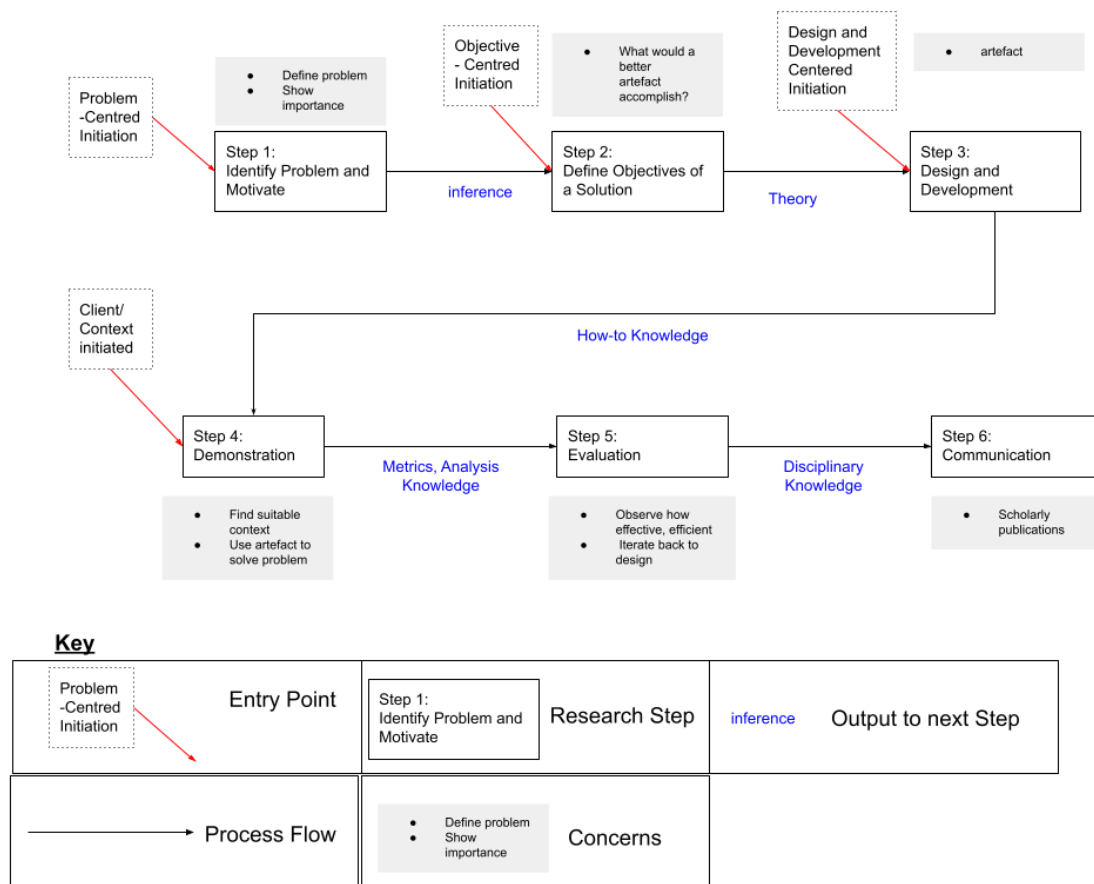 Problem
-Centred
Initiation
● Define problem
● Show
importance
Step 1:
Identify Problem and
Motivate
inference
Objective
- Centred
Initiation
● What would a
better
artefact
accomplish?
Step 2:
Define Objectives of
a Solution
Theory
Design and
Development
Centered
Initiation
● artefact
Step 3:
Design and
Development
How-to Knowledge
Client/
Context
initiated
Step 4:
Demonstration
● Find suitable
context
● Use artefact to
solve problem
Metrics, Analysis
Knowledge
Step 5:
Evaluation
● Observe how
effective, efficient
● Iterate back to
design
Disciplinary
Knowledge
Step 6:
Communication
● Scholarly
publications
Key
Problem
-Centred
Initiation
Entry Point
Step 1:
Identify Problem and
Motivate
Research Step
inference
Output to next Step
Process Flow
● Define problem
● Show
importance
Concerns